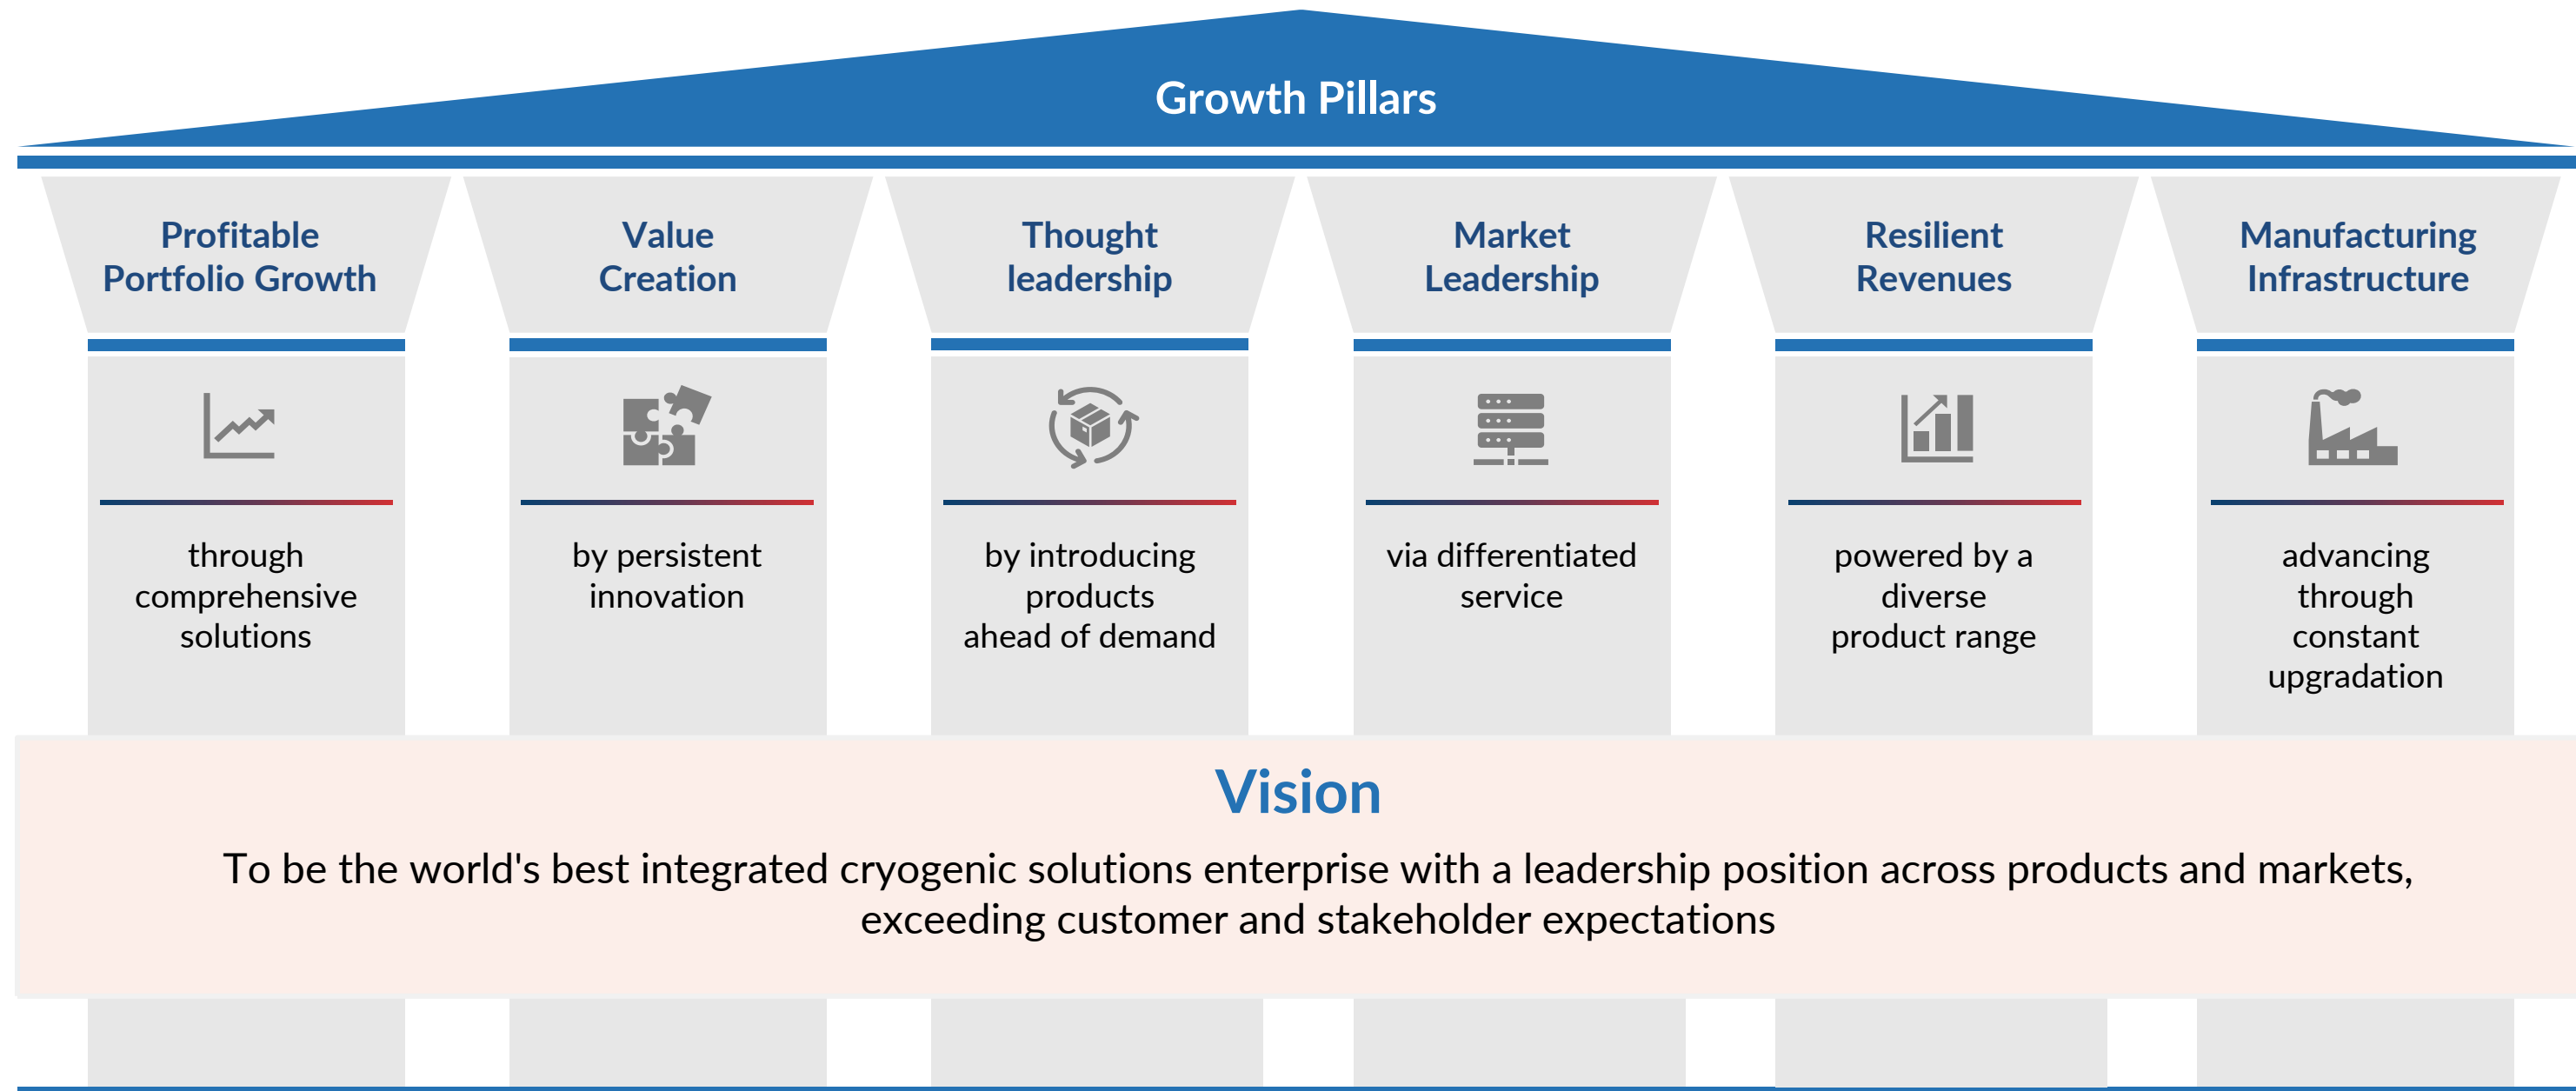 Growth Pillars
Profitable
Portfolio Growth
through
comprehensive
solutions
Value
Creation
by persistent
innovation
Thought
leadership
by introducing
products
ahead of demand
Market
Leadership
via differentiated
service
Resilient
Revenues
powered by a
diverse
product range
Manufacturing
Infrastructure
advancing
through
constant
upgradation
Vision
To be the world's best integrated cryogenic solutions enterprise with a leadership position across products and markets,
exceeding customer and stakeholder expectations